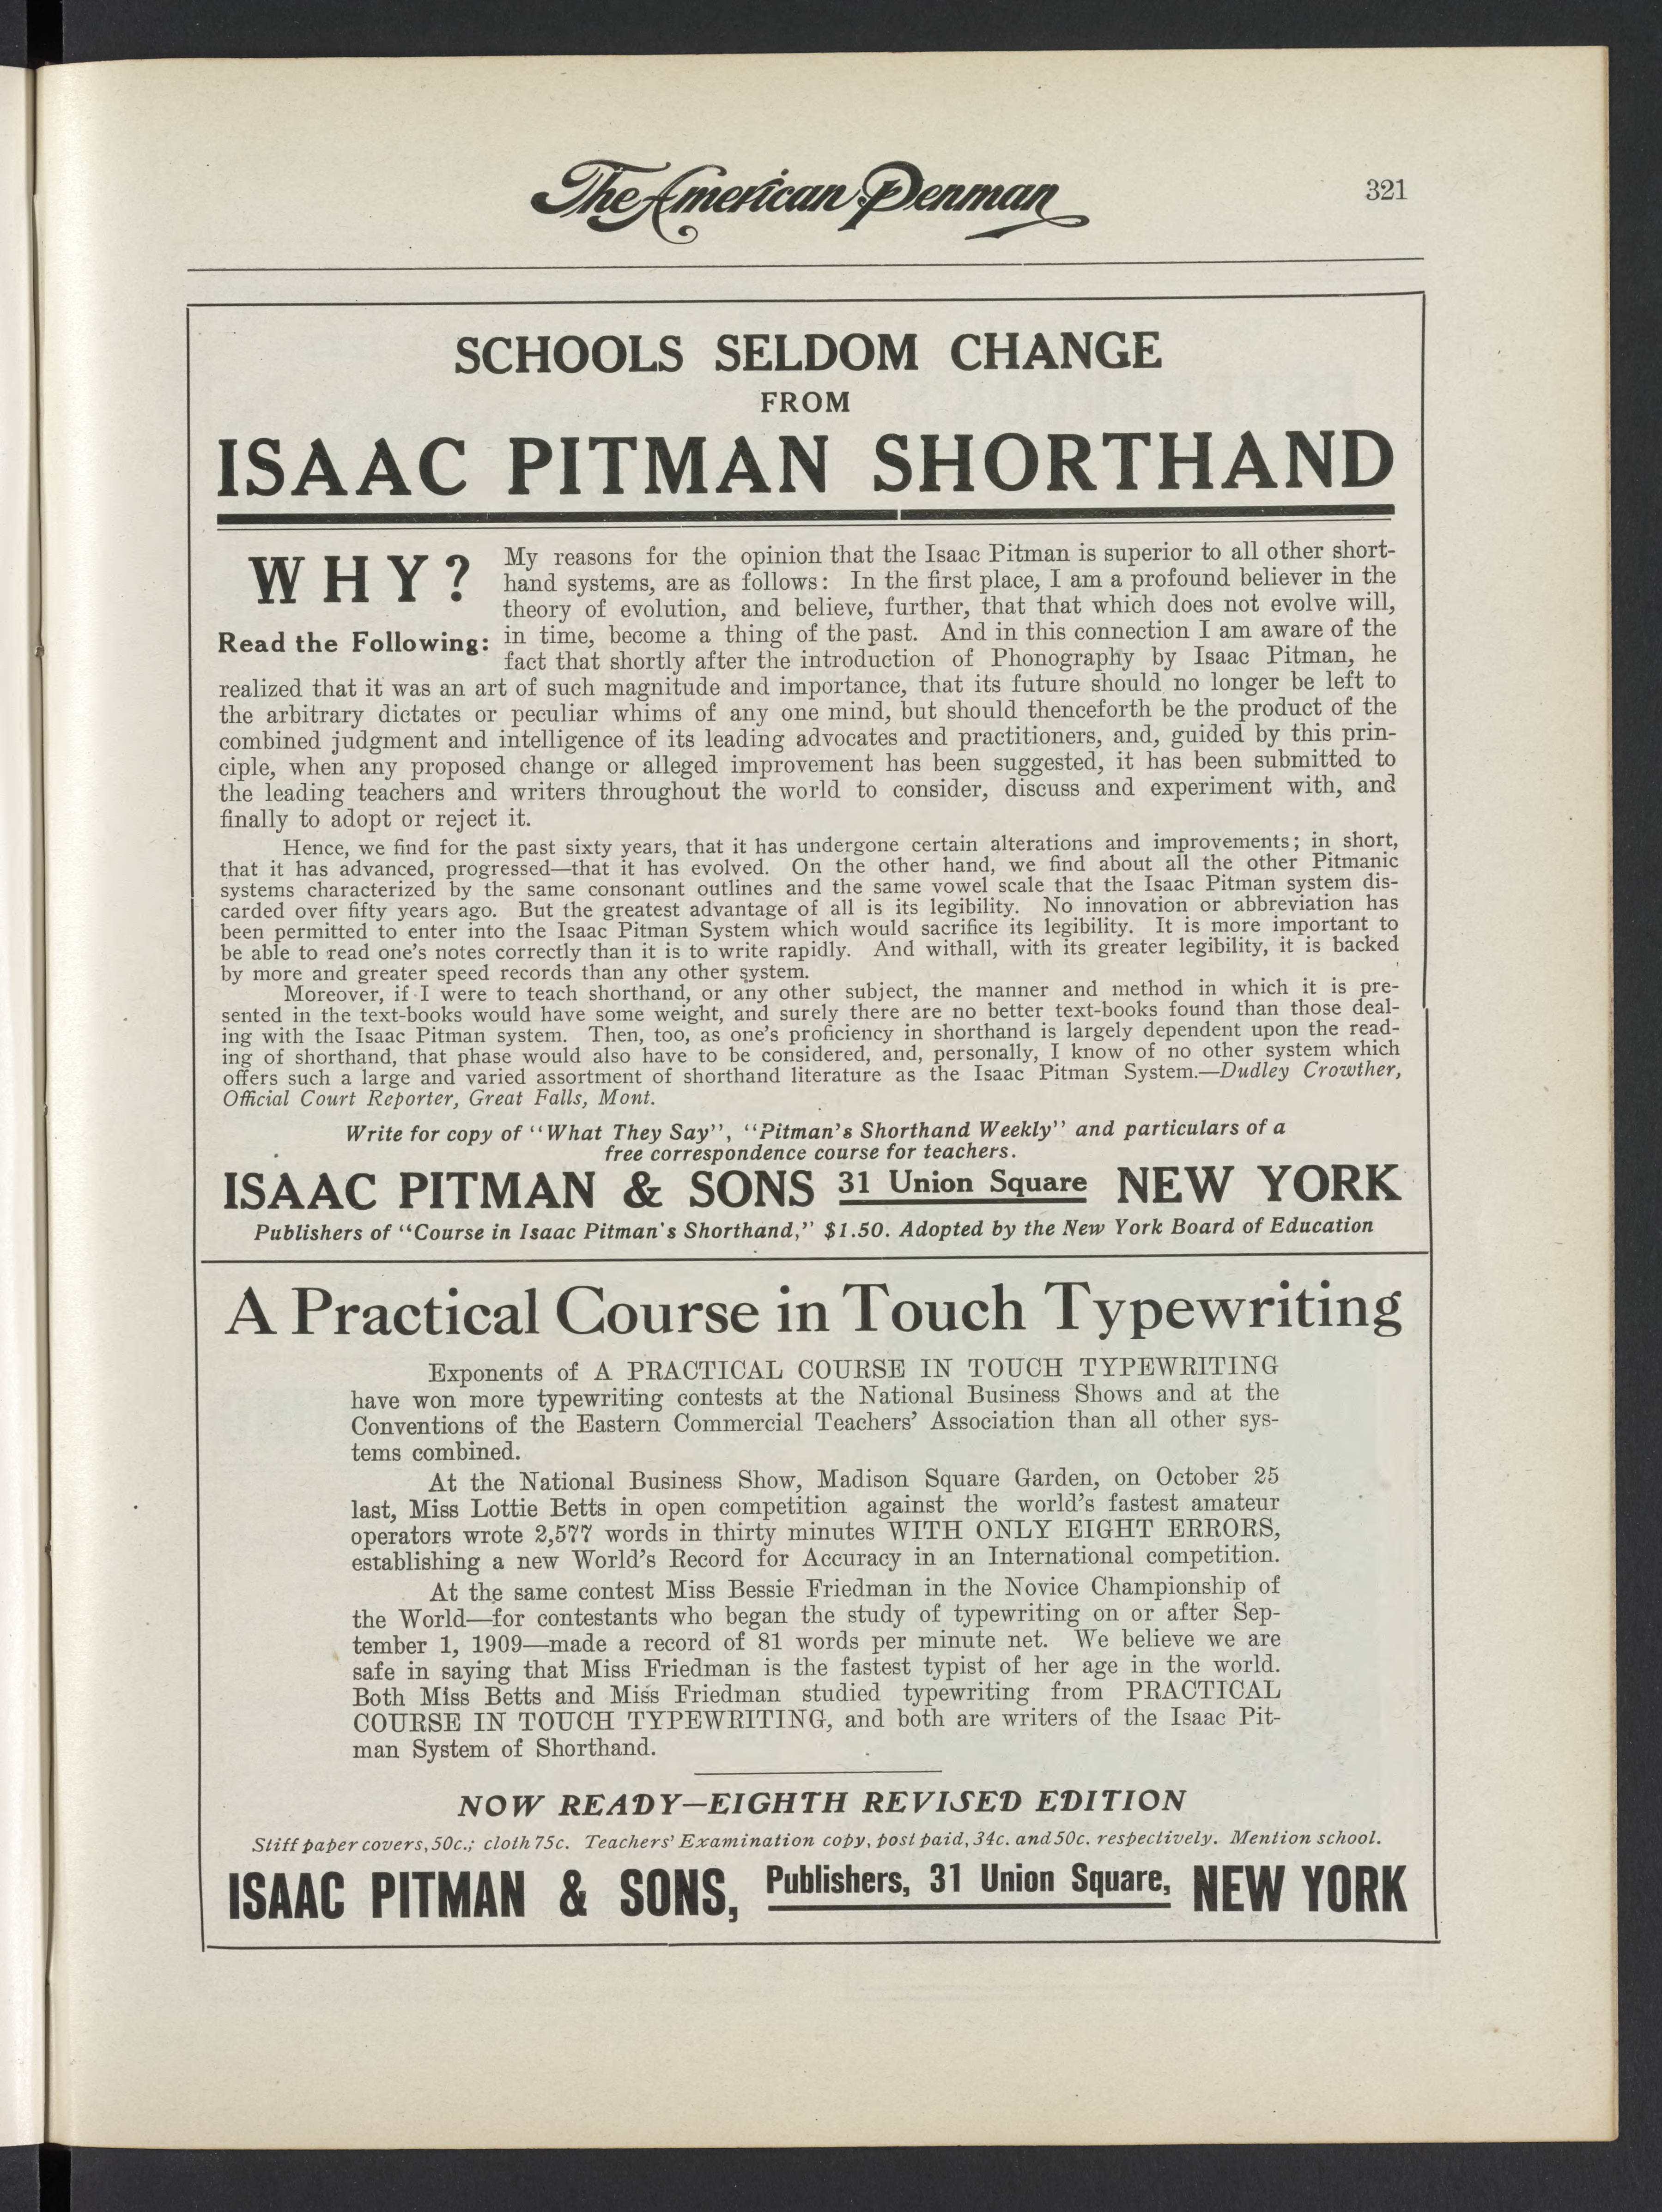 The American Penman
321
SCHOOLS SELDOM CHANGE
FROM
ISAAC PITMAN SHORTHAND
WHY?
Read the Following:
My reasons for the opinion that the Isaac Pitman is superior to all other short-
hand systems, are as follows: In the first place, I am a profound believer in the
theory of evolution, and believe, further, that that which does not evolve will,
in time, become a thing of the past. And in this connection I am aware of the
fact that shortly after the introduction of Phonography by Isaac Pitman, he
realized that it was an art of such magnitude and importance, that its future should no longer be left to
the arbitrary dictates or peculiar whims of any one mind, but should thenceforth be the product of the
combined judgment and intelligence of its leading advocates and practitioners, and, guided by this prin-
ciple, when any proposed change or alleged improvement has been suggested, it has been submitted to
the leading teachers and writers throughout the world to consider, discuss and experiment with, and
finally to adopt or reject it.
Hence, we find for the past sixty years, that it has undergone certain alterations and improvements; in short,
that it has advanced, progressed—that it has evolved. On the other hand, we find about all the other Pitmanic
systems characterized by the same consonant outlines and the same vowel scale that the Isaac Pitman system dis-
carded over fifty years ago. But the greatest advantage of all is its legibility. No innovation or abbreviation has
been permitted to enter into the Isaac Pitman System which would sacrifice its legibility. It is more important to
be able to read one's notes correctly than it is to write rapidly. And withall, with its greater legibility, it is backed
by more and greater speed records than any other system.
Moreover, if I were to teach shorthand, or any other subject, the manner and method in which it is pre-
sented in the text-books would have some weight, and surely there are no better text-books found than those deal-
ing with the Isaac Pitman system. Then, too, as one's proficiency in shorthand is largely dependent upon the read-
ing of shorthand, that phase would also have to be considered, and, personally, I know of no other system which
offers such a large and varied assortment of shorthand literature as the Isaac Pitman System.—Dudley Crowther,
Official Court Reporter, Great Falls, Mont.
Write for copy of "What They Say", "Pitman's Shorthand Weekly" and particulars of a
free correspondence course for teachers.
ISAAC PITMAN & SONS 31 Union Square NEW YORK
Publishers of "Course in Isaac Pitman's Shorthand," $1.50. Adopted by the New York Board of Education
A Practical Course in Touch Typewriting
Exponents of A PRACTICAL COURSE IN TOUCH TYPEWRITING
have won more typewriting contests at the National Business Shows and at the
Conventions of the Eastern Commercial Teachers' Association than all other sys-
tems combined.
At the National Business Show, Madison Square Garden, on October 25
last, Miss Lottie Betts in open competition against the world's fastest amateur
operators wrote 2,577 words in thirty minutes WITH ONLY EIGHT ERRORS,
establishing a new World's Record for Accuracy in an International competition.
At the same contest Miss Bessie Friedman in the Novice Championship of
the World—for contestants who began the study of typewriting on or after Sep-
tember 1, 1909—made a record of 81 words per minute net. We believe we are
safe in saying that Miss Friedman is the fastest typist of her age in the world.
Both Miss Betts and Miss Friedman studied typewriting from PRACTICAL
COURSE IN TOUCH TYPEWRITING, and both are writers of the Isaac Pit-
man System of Shorthand.
NOW READY—EIGHTH REVISED EDITION
Stiff paper covers, 50c.; cloth 75c. Teachers' Examination copy, post paid, 34c. and 50c. respectively. Mention school.
ISAAC PITMAN & SONS, Publishers, 31 Union Square, NEW YORK